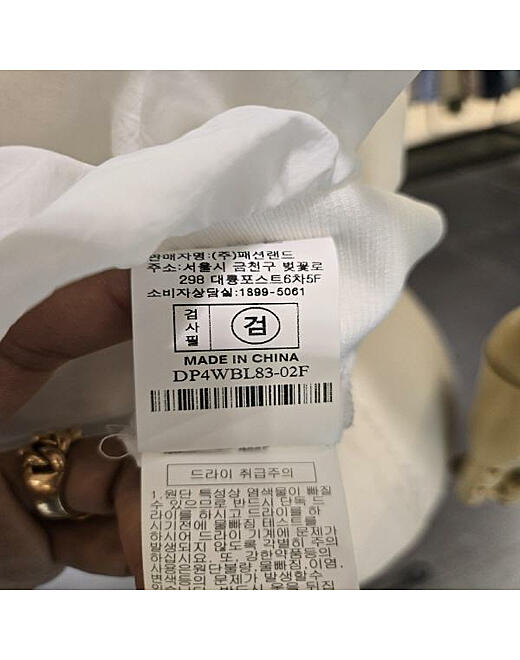 판매자명:(주)패션랜드
주소:서울시 금천구 벚꽃로
298 대륭포스트6차5F
소비자상담실:1899-5061
검사필
검
MADE IN CHINA
DP4WBL83-02F
드라이 취급주의
1.원단 특성상 염색물이 빠질
수 있으므로 반드시 단독 드
라이를 하시고 드라이를 하
시기전에 물빠짐 테스트를
하시어 드라이 기계에 문제가
발생되지 않도록 각별히 주의
하십시요. 또, 강한약품등의
사용은원단불량,물빠짐,이염,
변색등의 문제가 발생할수